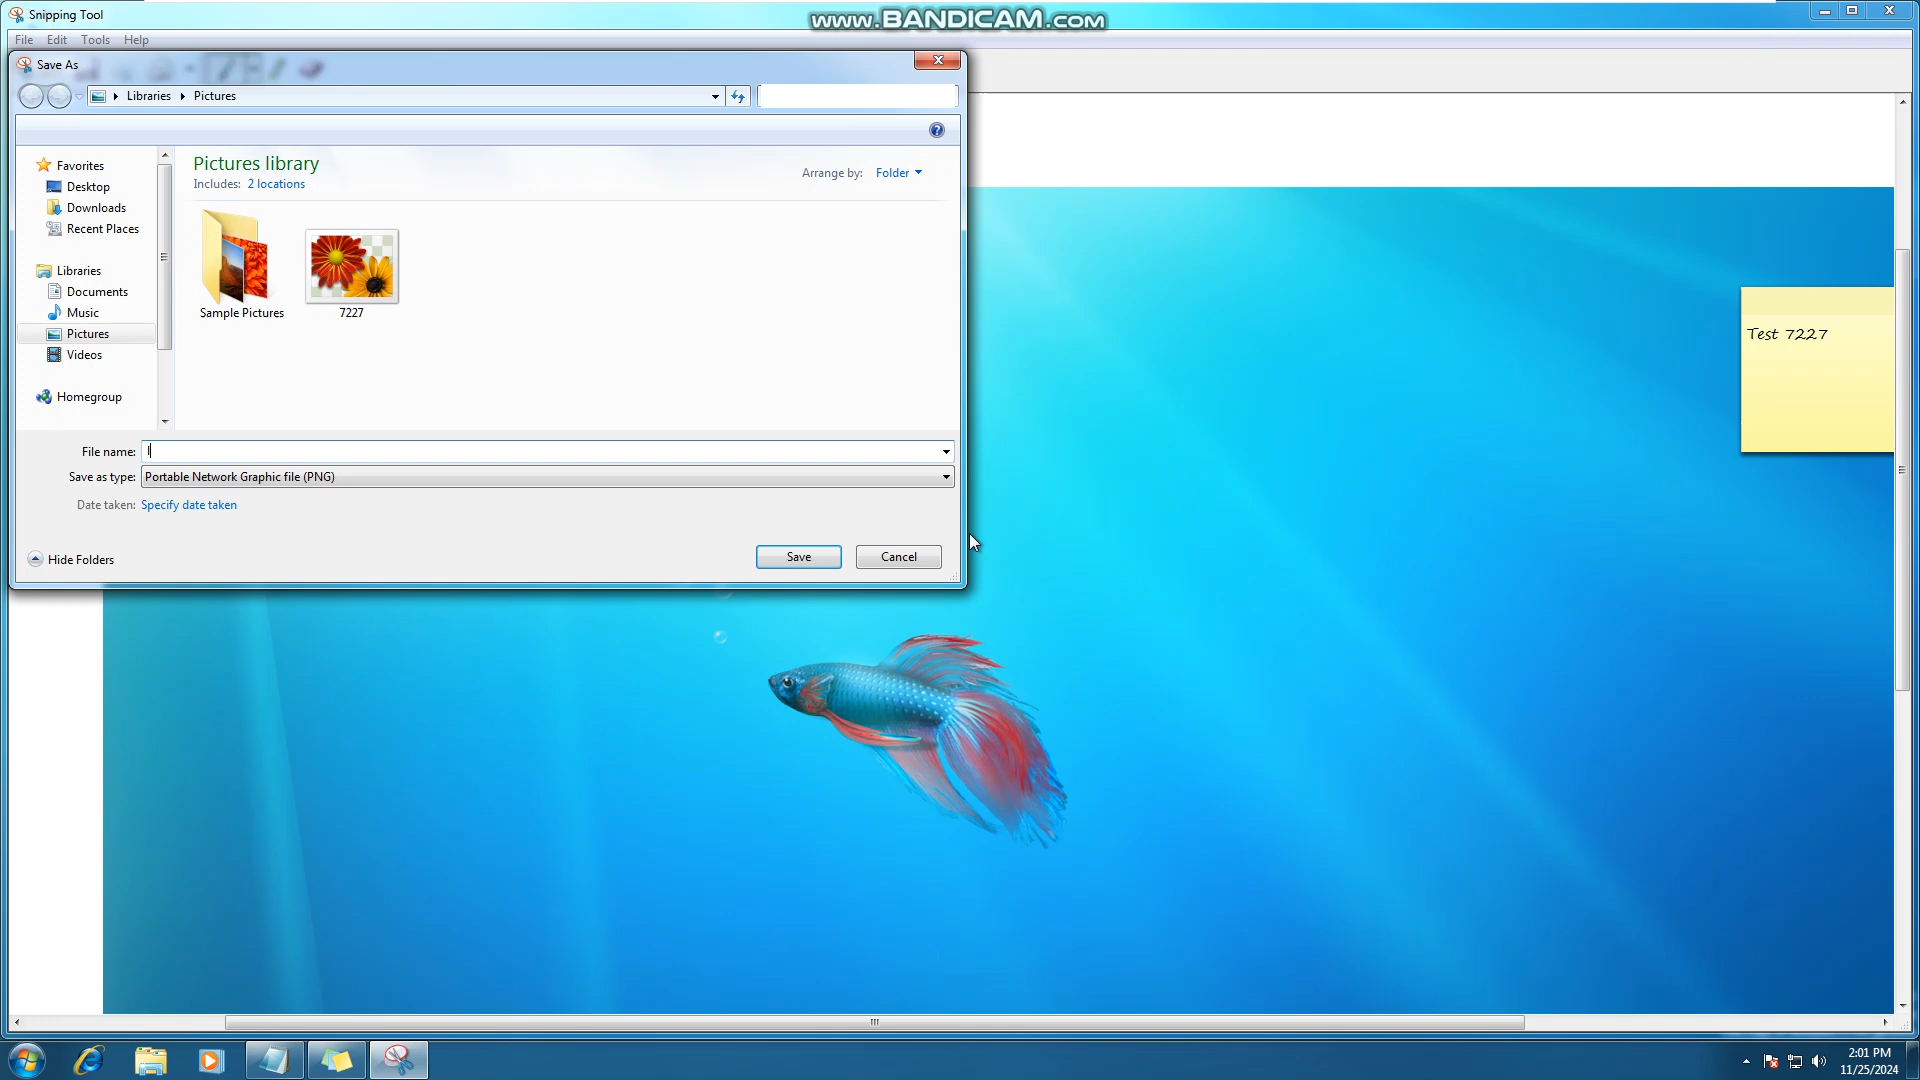 Snipping Tool
www.BANDICAM.com
File Edit Tools Help
Save As
Libraries Pictures
Favorites
Desktop
Downloads
Recent Places
Libraries
Documents
Music
Pictures
Videos
Homegroup
Pictures library
Includes: 2 locations
Arrange by: Folder
Sample Pictures
7227
Test 7227
File name:
Save as type: Portable Network Graphic file (PNG)
Date taken: Specify date taken
Hide Folders
Save
Cancel
2:01 PM
11/25/2024